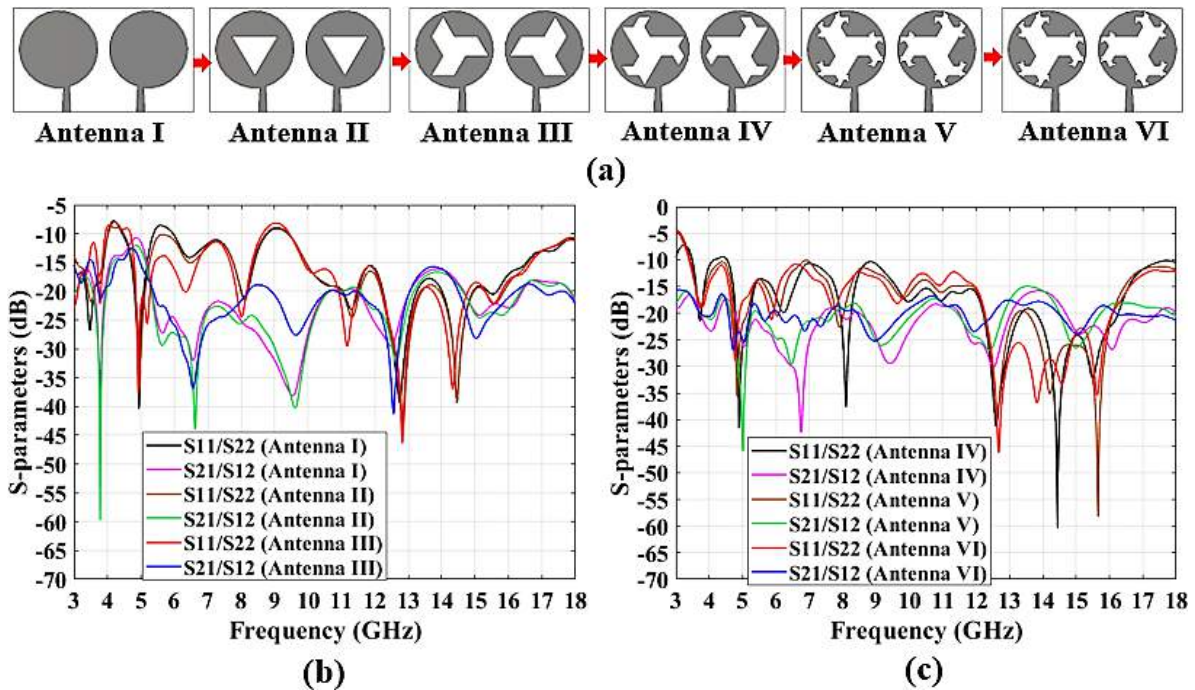 Antenna I Antenna II Antenna III Antenna IV Antenna V Antenna VI
(a)
-5
-10
-15
-20
-25
-30
-35
-40
-45
-50
-55
-60
-65
-70
S-parameters (dB)
S11/S22 (Antenna I)
S21/S12 (Antenna I)
S11/S22 (Antenna II)
S21/S12 (Antenna II)
S11/S22 (Antenna III)
S21/S12 (Antenna III)
3 4 5 6 7 8 9 10 11 12 13 14 15 16 17 18
Frequency (GHz)
(b)
0
-5
-10
-15
-20
-25
-30
-35
-40
-45
-50
-55
-60
-65
-70
S-parameters (dB)
S11/S22 (Antenna IV)
S21/S12 (Antenna IV)
S11/S22 (Antenna V)
S21/S12 (Antenna V)
S11/S22 (Antenna VI)
S21/S12 (Antenna VI)
3 4 5 6 7 8 9 10 11 12 13 14 15 16 17 18
Frequency (GHz)
(c)